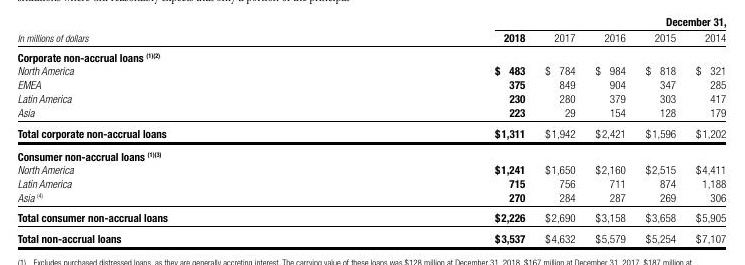 December 31,
In millions of dollars 2018 2017 2016 2015 2014
Corporate non-accrual loans (1)(2)
North America $ 483 $ 784 $ 984 $ 818 $ 321
EMEA 375 849 904 347 285
Latin America 230 280 379 303 417
Asia 223 29 154 128 179
Total corporate non-accrual loans $1,311 $1,942 $2,421 $1,596 $1,202
Consumer non-accrual loans (1)(3)
North America $1,241 $1,650 $2,160 $2,515 $4,411
Latin America 715 756 711 874 1,188
Asia (4) 270 284 287 269 306
Total consumer non-accrual loans $2,226 $2,690 $3,158 $3,658 $5,905
Total non-accrual loans $3,537 $4,632 $5,579 $5,254 $7,107
(1) Excludes purchased distressed loans, as they are generally accreting interest. The carrying value of these loans was $128 million at December 31, 2018, $167 million at December 31, 2017, $187 million at